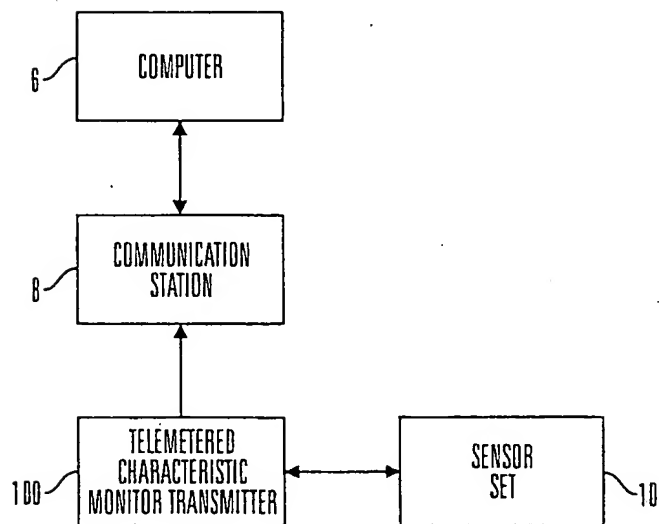 COMPUTER
6
COMMUNICATION
STATION
8
TELEMETERED
CHARACTERISTIC
MONITOR TRANSMITTER
100
SENSOR
SET
10